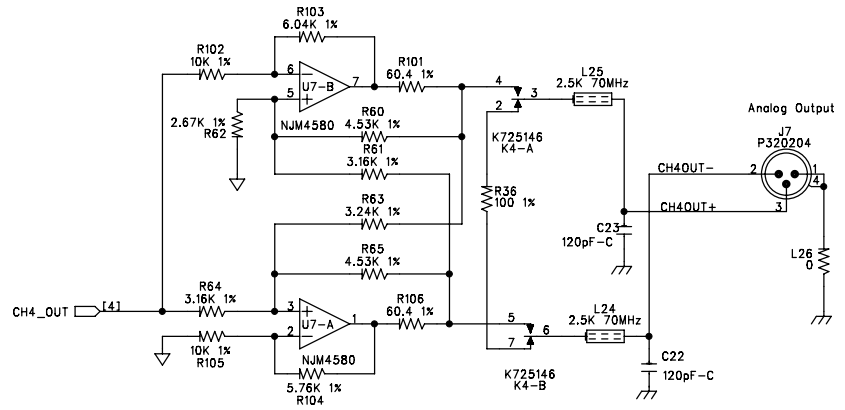 R103
6.04K 1%
R102
10K 1%
R101
60.4 1%
6
5
7
U7-B
NJM4580
2.67K 1%
R62
R60
4.53K 1%
R61
3.16K 1%
4
2
3
K725146
K4-A
L25
2.5K 70MHz
Analog Output
J7
P320204
CH4OUT-
2
1
4
3
CH4OUT+
R36
100 1%
C23
120pF-C
L26
0
R63
3.24K 1%
R65
4.53K 1%
CH4_OUT
[4]
R64
3.16K 1%
3
2
1
U7-A
NJM4580
R106
60.4 1%
10K 1%
R105
5.76K 1%
R104
5
7
6
K725146
K4-B
L24
2.5K 70MHz
C22
120pF-C